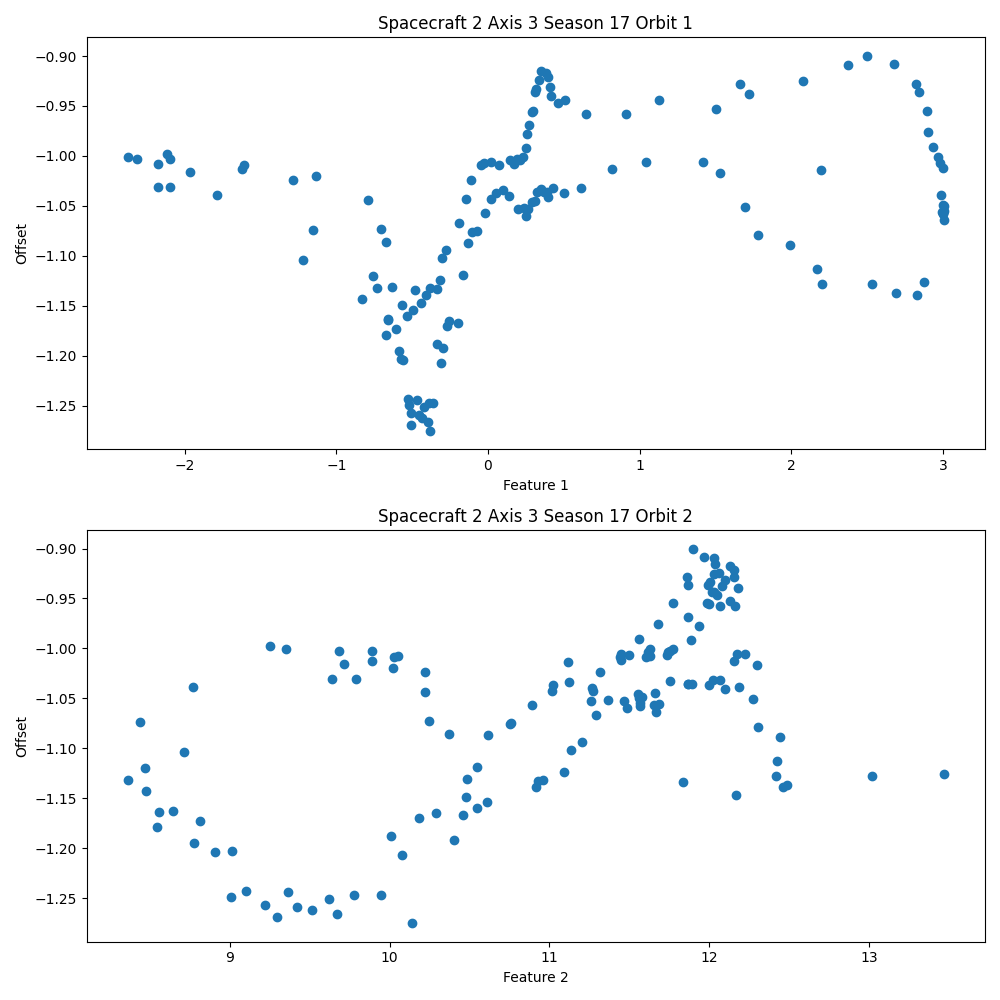 Spacecraft 2 Axis 3 Season 17 Orbit 1
−0.90
−0.95
−1.00
−1.05
−1.10
−1.15
−1.20
−1.25
Offset
−2 −1 0 1 2 3
Feature 1
Spacecraft 2 Axis 3 Season 17 Orbit 2
−0.90
−0.95
−1.00
−1.05
−1.10
−1.15
−1.20
−1.25
Offset
9 10 11 12 13
Feature 2